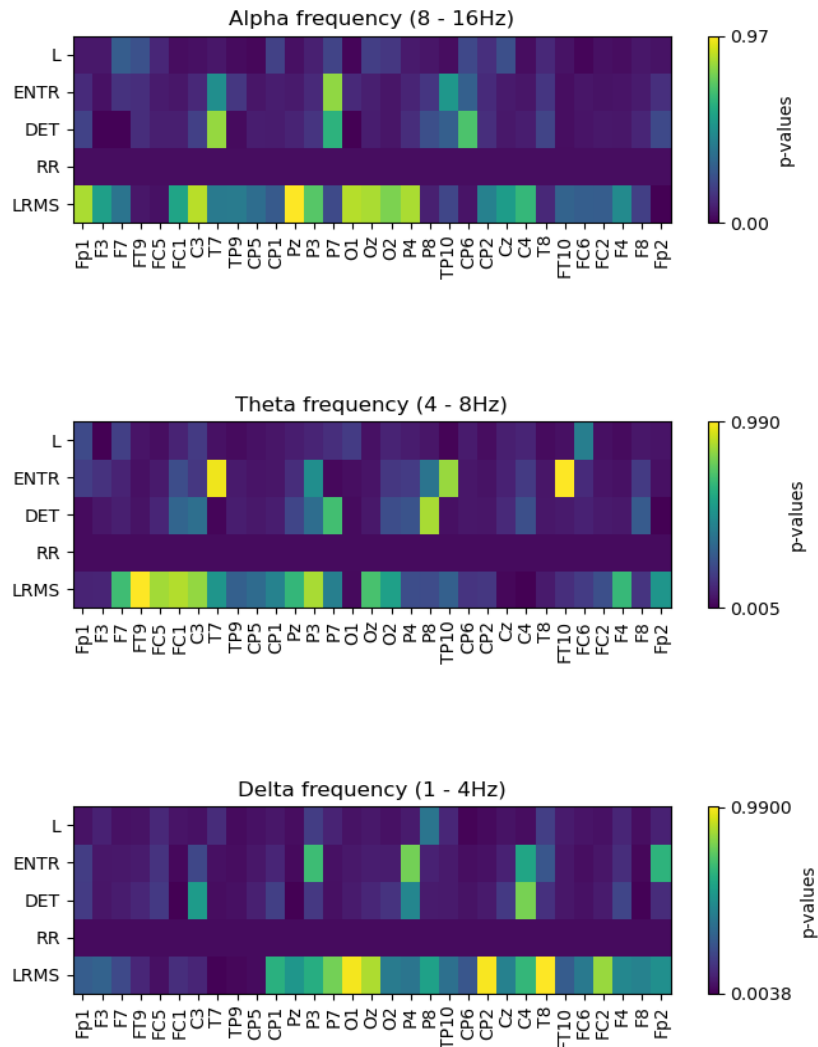 Alpha frequency (8 - 16Hz)
L
ENTR
DET
RR
LRMS
Fp1 F3 F7 FT9 FC5 FC1 C3 T7 TP9 CP5 CP1 Pz P3 P7 O1 Oz O2 P4 P8 TP10 CP6 CP2 Cz C4 T8 FT10 FC6 FC2 F4 F8 Fp2
0.97
0.00
p-values
Theta frequency (4 - 8Hz)
L
ENTR
DET
RR
LRMS
Fp1 F3 F7 FT9 FC5 FC1 C3 T7 TP9 CP5 CP1 Pz P3 P7 O1 Oz O2 P4 P8 TP10 CP6 CP2 Cz C4 T8 FT10 FC6 FC2 F4 F8 Fp2
0.990
0.005
p-values
Delta frequency (1 - 4Hz)
L
ENTR
DET
RR
LRMS
Fp1 F3 F7 FT9 FC5 FC1 C3 T7 TP9 CP5 CP1 Pz P3 P7 O1 Oz O2 P4 P8 TP10 CP6 CP2 Cz C4 T8 FT10 FC6 FC2 F4 F8 Fp2
0.9900
0.0038
p-values